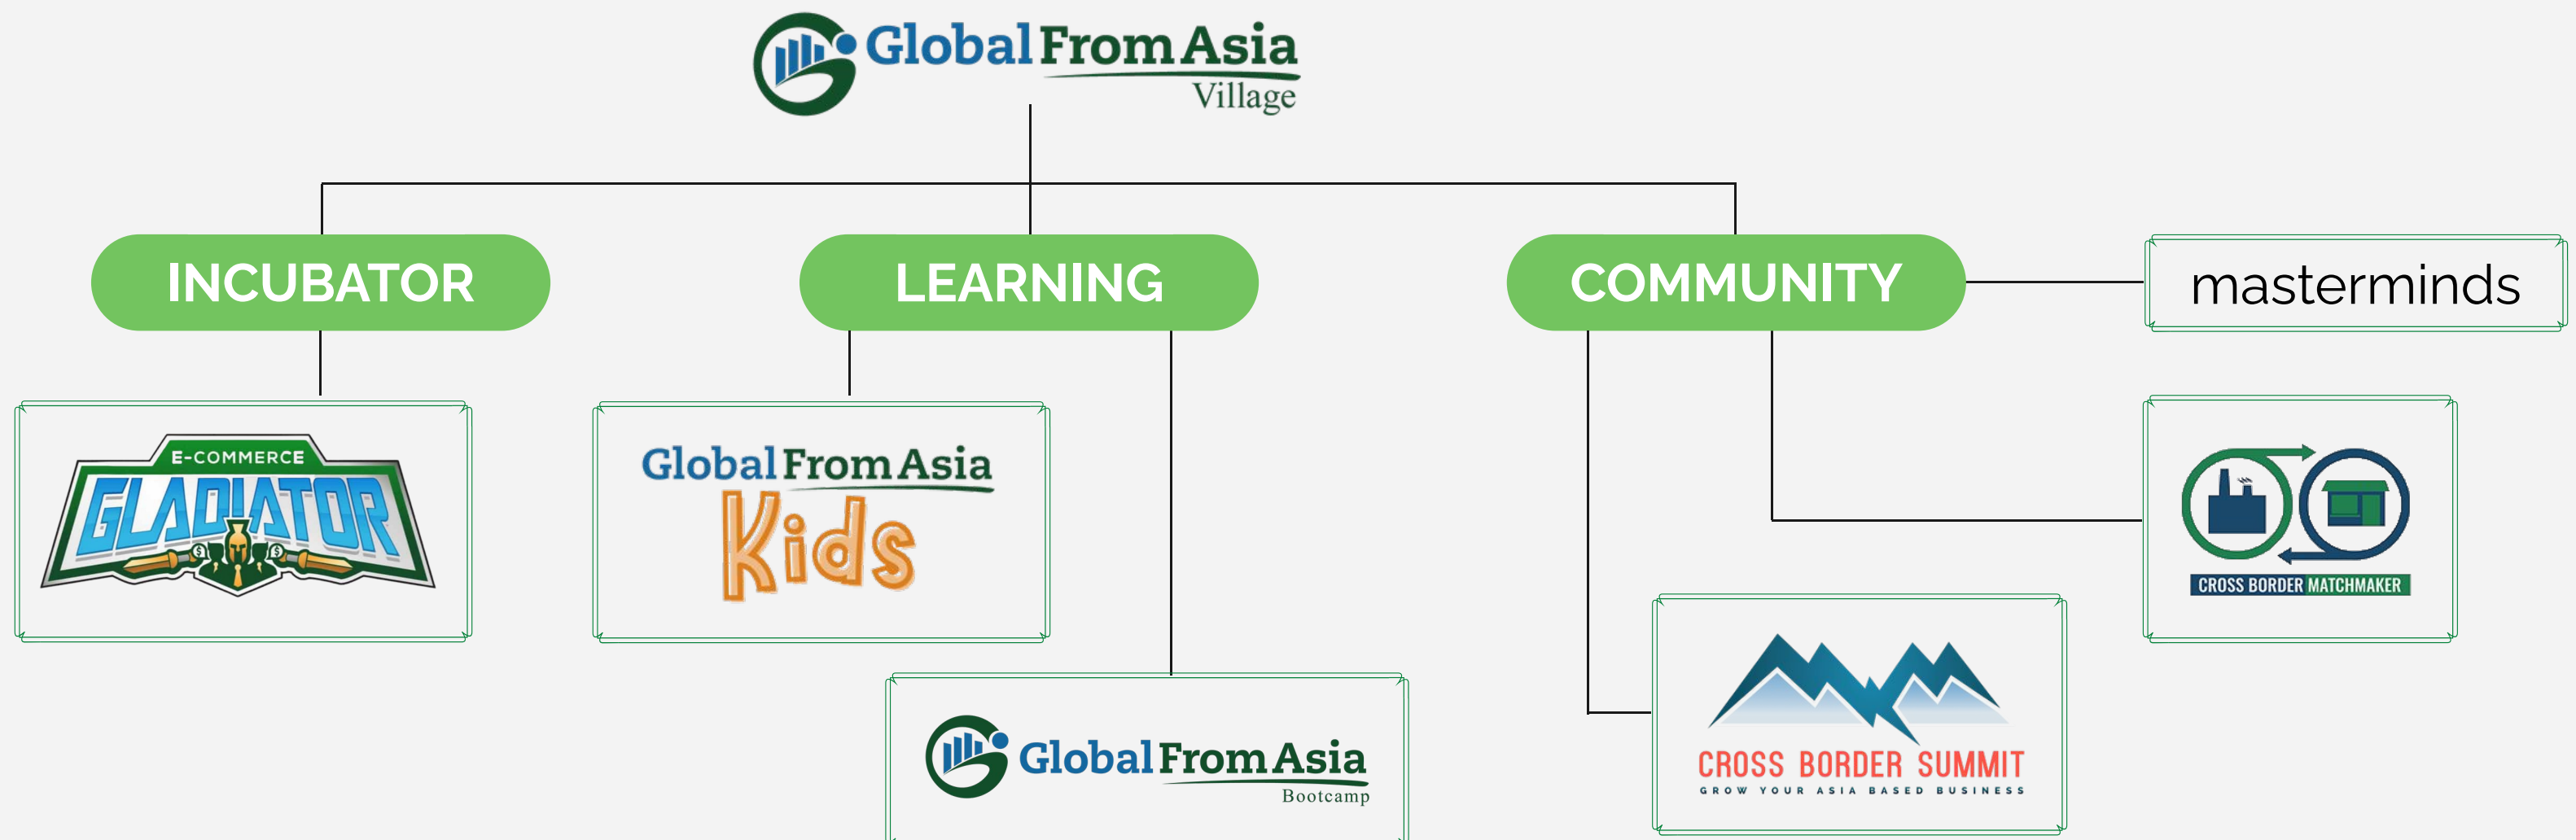 Global From Asia
Village
INCUBATOR
LEARNING
COMMUNITY
masterminds
E-COMMERCE
GLADIATOR
$ $
Global From Asia
Kids
CROSS BORDER MATCHMAKER
Global From Asia
Bootcamp
CROSS BORDER SUMMIT
GROW YOUR ASIA BASED BUSINESS